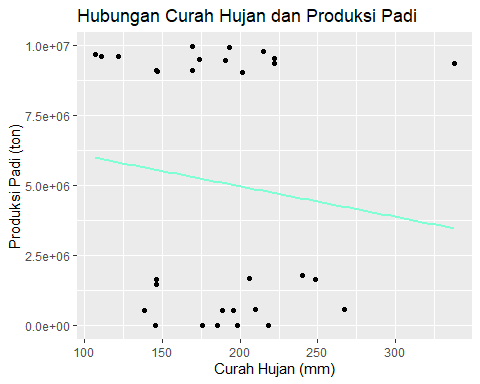 Hubungan Curah Hujan dan Produksi Padi
Produksi Padi (ton)
1.0e+07
7.5e+06
5.0e+06
2.5e+06
0.0e+00
100 150 200 250 300
Curah Hujan (mm)